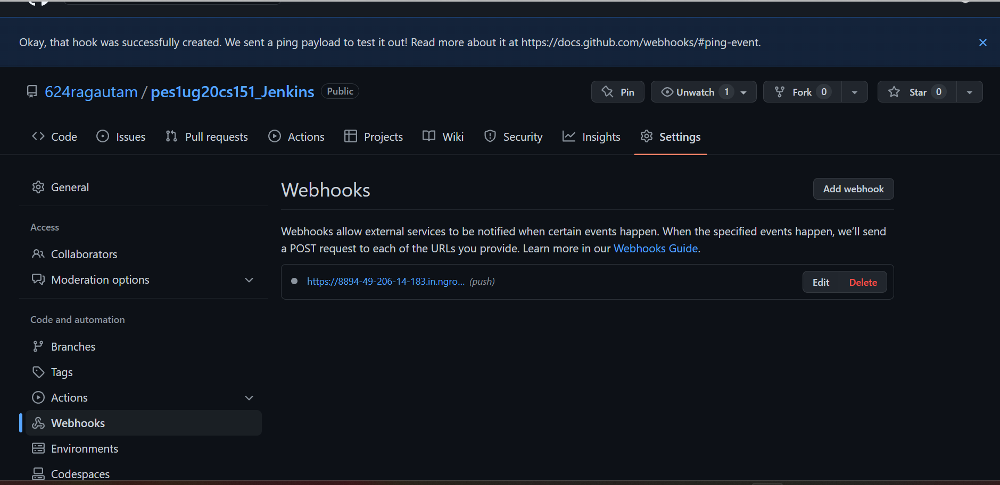 Okay, that hook was successfully created. We sent a ping payload to test it out! Read more about it at https://docs.github.com/webhooks/#ping-event.
624ragautam / pes1ug20cs151_Jenkins Public Pin Unwatch 1 Fork 0 Star 0
Code Issues Pull requests Actions Projects Wiki Security Insights Settings
General
Access
Collaborators
Moderation options
Code and automation
Branches
Tags
Actions
Webhooks
Environments
Codespaces
Webhooks Add webhook
Webhooks allow external services to be notified when certain events happen. When the specified events happen, we’ll send
a POST request to each of the URLs you provide. Learn more in our Webhooks Guide.
https://8894-49-206-14-183.in.ngro... (push) Edit Delete